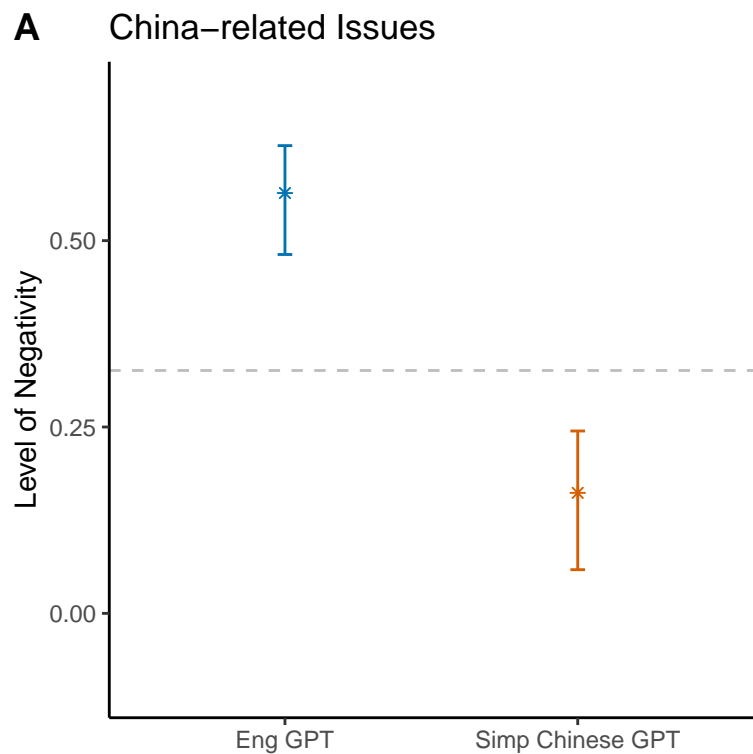 A China−related Issues
Level of Negativity
0.50
0.25
0.00
Eng GPT Simp Chinese GPT